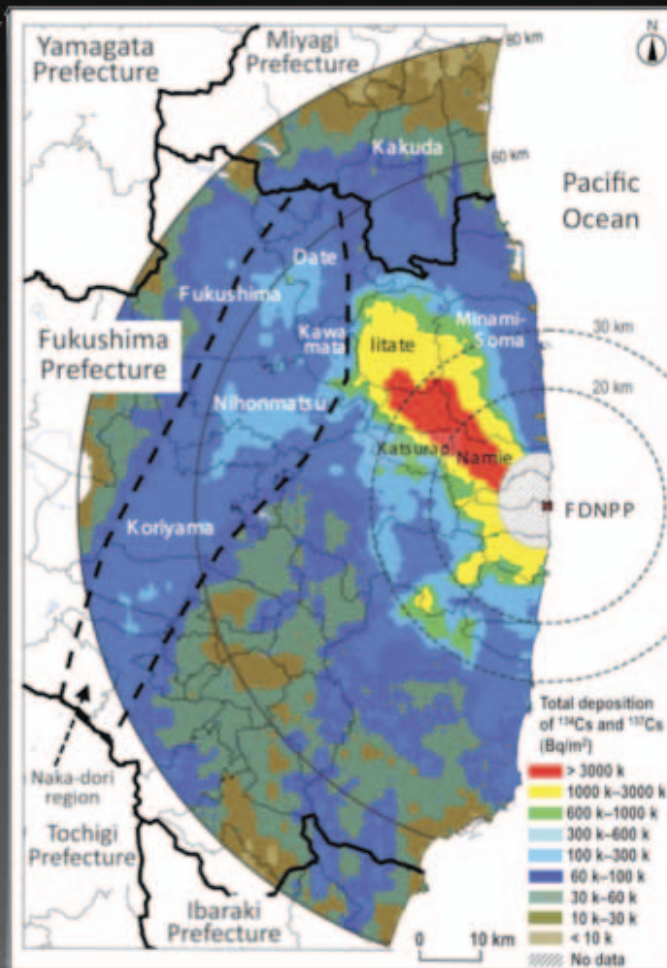 Yamagata
Prefecture
Miyagi
Prefecture
80 km
N
Kakuda
60 km
Pacific
Ocean
Date
Fukushima
Fukushima
Prefecture
Kawa
mata
Iitate
Minami-
Soma
30 km
20 km
Nihonmatsu
Katsurao
Namie
FDNPP
Koriyama
Naka-dori
region
Tochigi
Prefecture
Ibaraki
Prefecture
Total deposition
of ¹³⁴Cs and ¹³⁷Cs
(Bq/m²)
> 3000 k
1000 k–3000 k
600 k–1000 k
300 k–600 k
100 k–300 k
60 k–100 k
30 k–60 k
10 k–30 k
< 10 k
No data
0 10 km